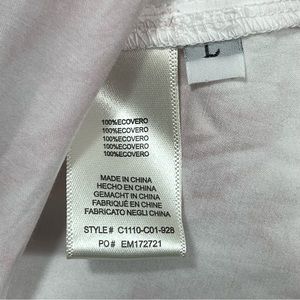 L
100%ECOVERO
100%ECOVERO
100%ECOVERO
100%ECOVERO
100%ECOVERO
MADE IN CHINA
HECHO EN CHINA
GEMACHT IN CHINA
FABRIQUÉ EN CHINE
FABRICATO NEGLI CHINA
STYLE# C1110-C01-928
PO# EM172721